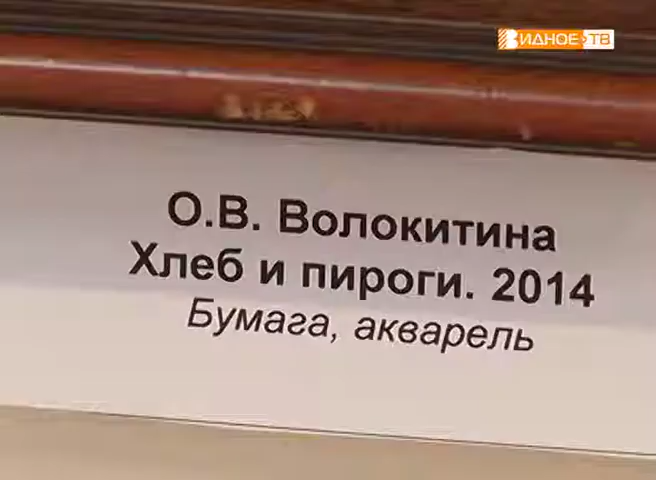 ВИДНОЕ ТВ
О.В. Волокитина
Хлеб и пироги. 2014
Бумага, акварель